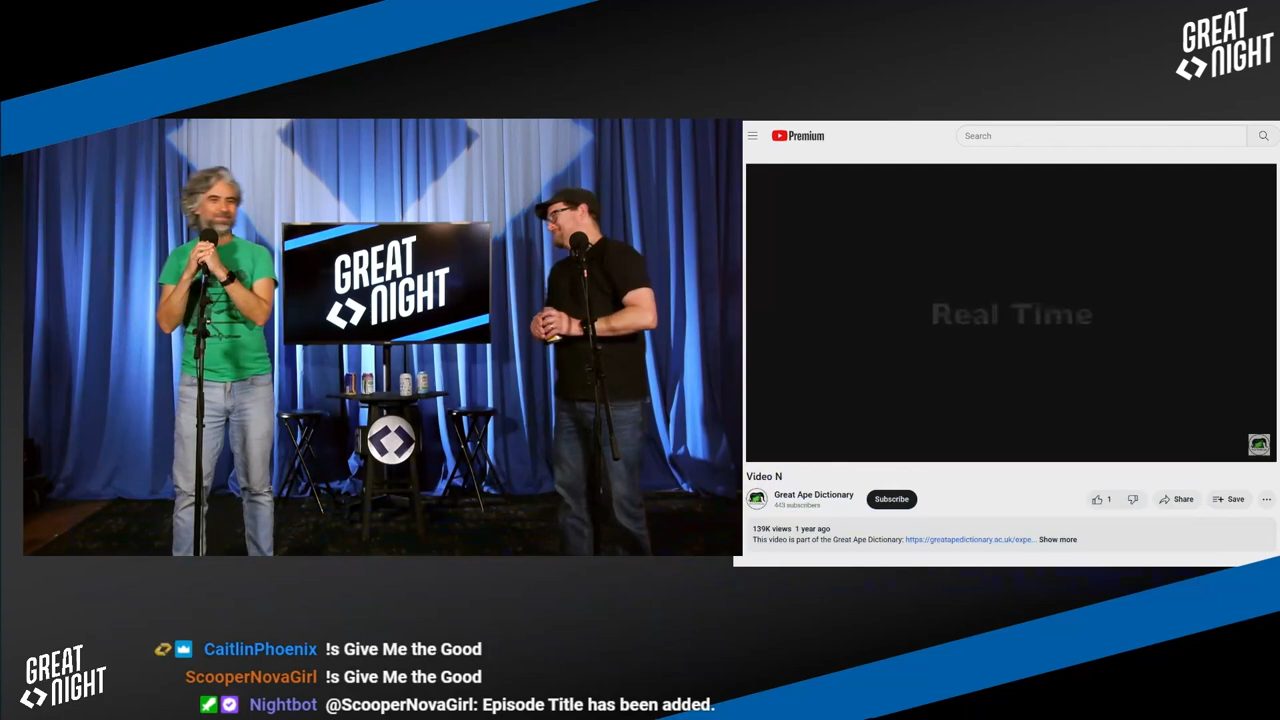 GREAT
NIGHT
Premium
Search
GREAT
NIGHT
Real Time
Video N
Great Ape Dictionary
443 subscribers
Subscribe
1
Share
Save
139K views 1 year ago
This video is part of the Great Ape Dictionary: https://greatapedictionary.ac.uk/expe... Show more
GREAT
NIGHT
CaitlinPhoenix !s Give Me the Good
ScooperNovaGirl !s Give Me the Good
Nightbot @ScooperNovaGirl: Episode Title has been added.